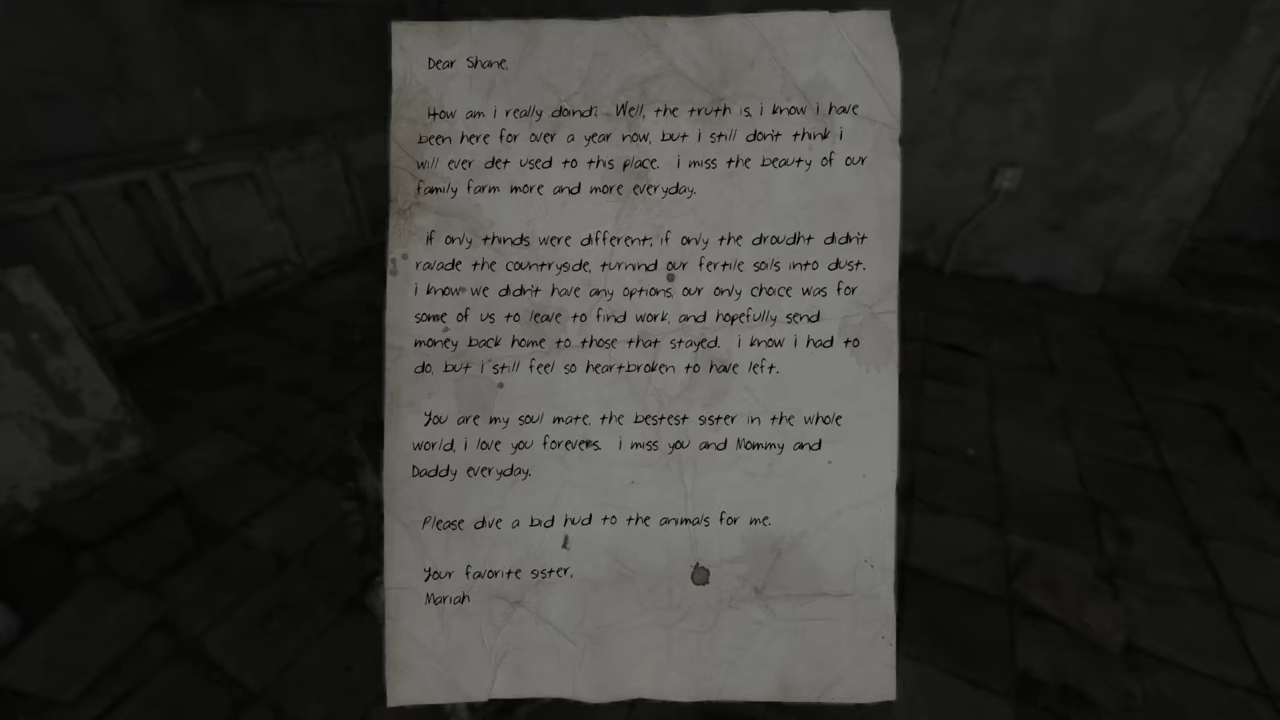 Dear Shane,
How am i really doind? Well, the truth is, i know i have
been here for over a year now, but i still don't think i
will ever det used to this place. i miss the beauty of our
family farm more and more everyday.
if only thinds were different; if only the droudht didn't
ravade the countryside, turnind our fertile soils into dust.
i know we didn't have any options, our only choice was for
some of us to leave to find work, and hopefully send
money back home to those that stayed. i know i had to
do, but i still feel so heartbroken to have left.
You are my soul mate, the bestest sister in the whole
world, i love you forevers. i miss you and Mommy and
Daddy everyday.
Please dive a bid hud to the animals for me.
Your favorite sister,
Mariah